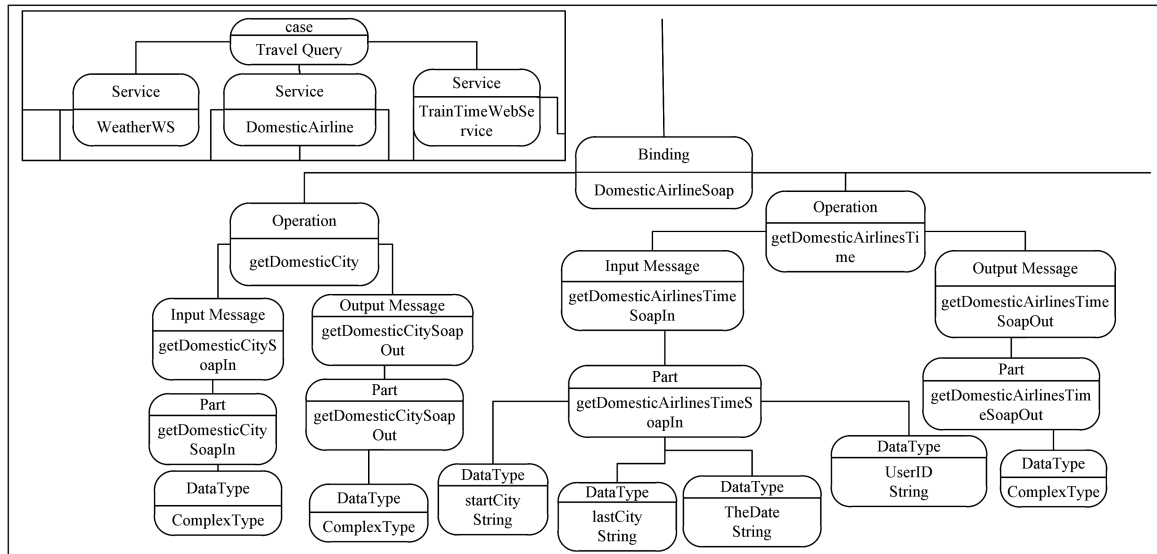 case
Travel Query
Service
WeatherWS
Service
DomesticAirline
Service
TrainTimeWebSe
rvice
Binding
DomesticAirlineSoap
Operation
getDomesticCity
Operation
getDomesticAirlinesTi
me
Input Message
getDomesticCityS
oapIn
Output Message
getDomesticCitySoap
Out
Input Message
getDomesticAirlinesTime
SoapIn
Output Message
getDomesticAirlinesTime
SoapOut
Part
getDomesticCity
SoapIn
Part
getDomesticCitySoap
Out
Part
getDomesticAirlinesTimeS
oapIn
Part
getDomesticAirlinesTi
meSoapOut
DataType
ComplexType
DataType
ComplexType
DataType
startCity
String
DataType
lastCity
String
DataType
TheDate
String
DataType
UserID
String
DataType
ComplexType